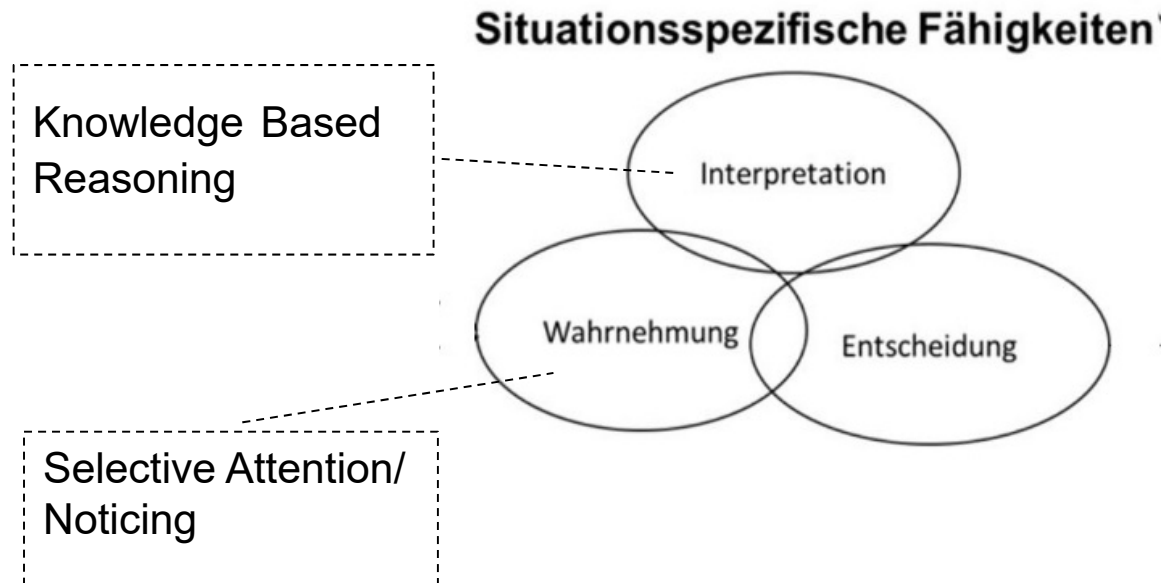 Situationsspezifische Fähigkeiten
Knowledge Based
Reasoning
Interpretation
Wahrnehmung
Entscheidung
Selective Attention/
Noticing